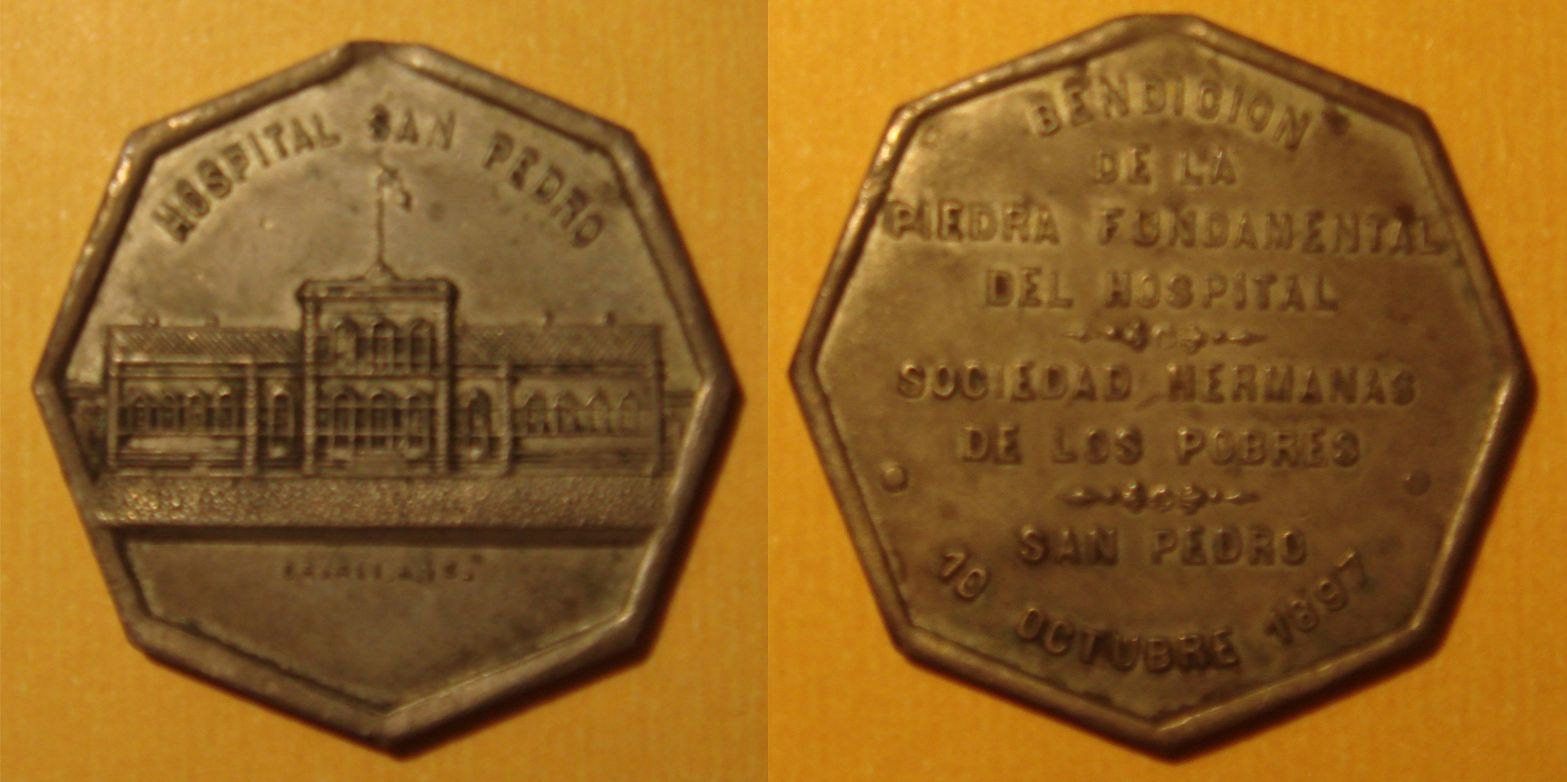 HOSPITAL SAN PEDRO
BENDICION
DE LA
PIEDRA FUNDAMENTAL
DEL HOSPITAL
SOCIEDAD HERMANAS
DE LOS POBRES
SAN PEDRO
10 OCTUBRE 1897